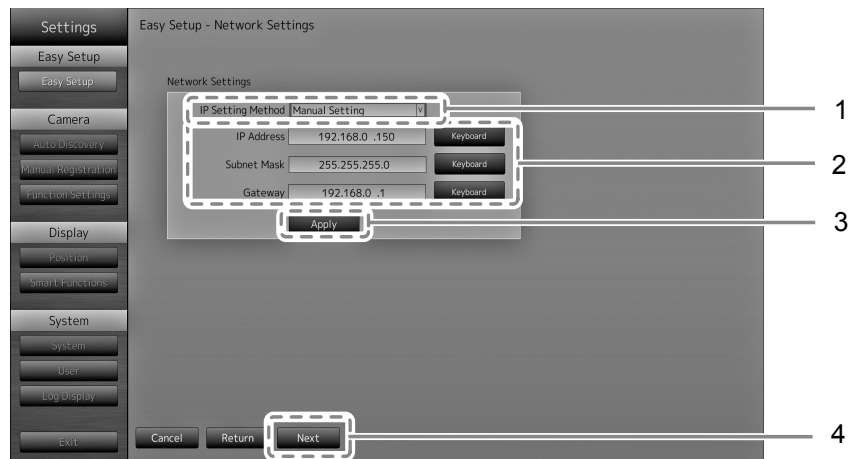 Settings
Easy Setup - Network Settings
Easy Setup
Easy Setup
Camera
Auto Discovery
Manual Registration
Function Settings
Display
Position
Smart Functions
System
System
User
Log Display
Exit
Network Settings
IP Setting Method Manual Setting
IP Address 192.168.0 .150 Keyboard
Subnet Mask 255.255.255.0 Keyboard
Gateway 192.168.0 .1 Keyboard
Apply
Cancel Return Next
1
2
3
4